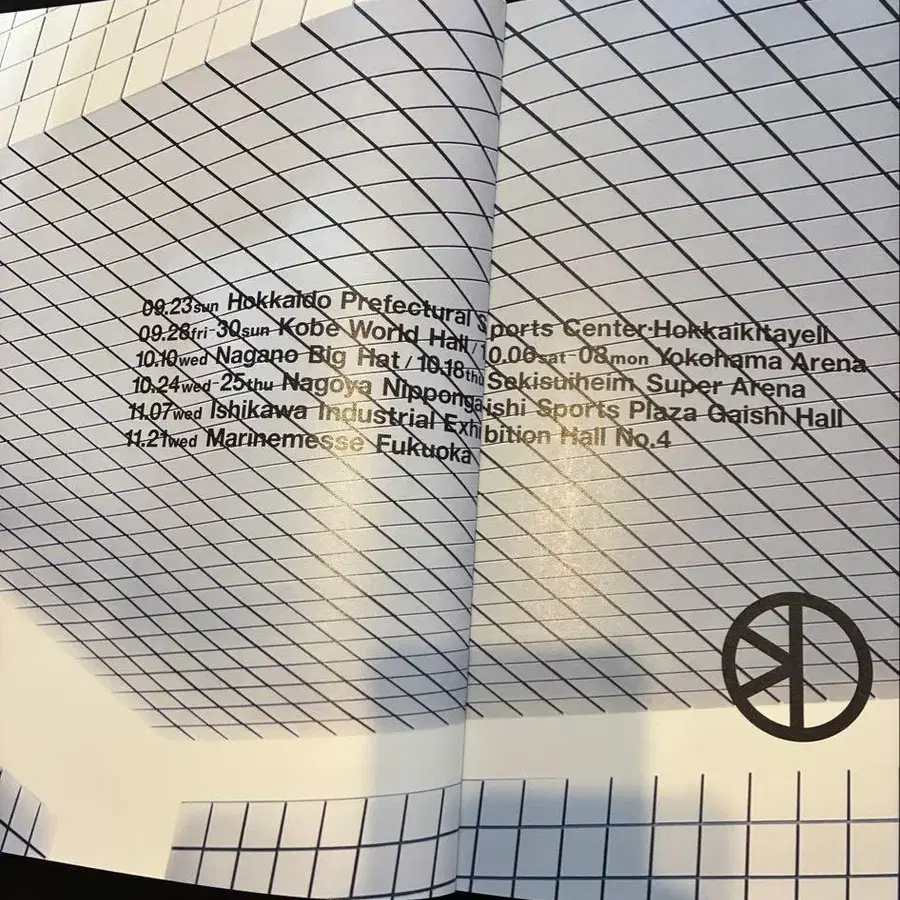 09.23sun Hokkaido Prefectural Sports Center·Hokkaikitayell
09.28fri-30sun Kobe World Hall / 10.06sat-08mon Yokohama Arena
10.10wed Nagano Big Hat / 10.18thu Sekisuiheim Super Arena
10.24wed-25thu Nagoya Nippongaishi Sports Plaza Gaishi Hall
11.07wed Ishikawa Industrial Exhibition Hall No.4
11.21wed Marinemesse Fukuoka